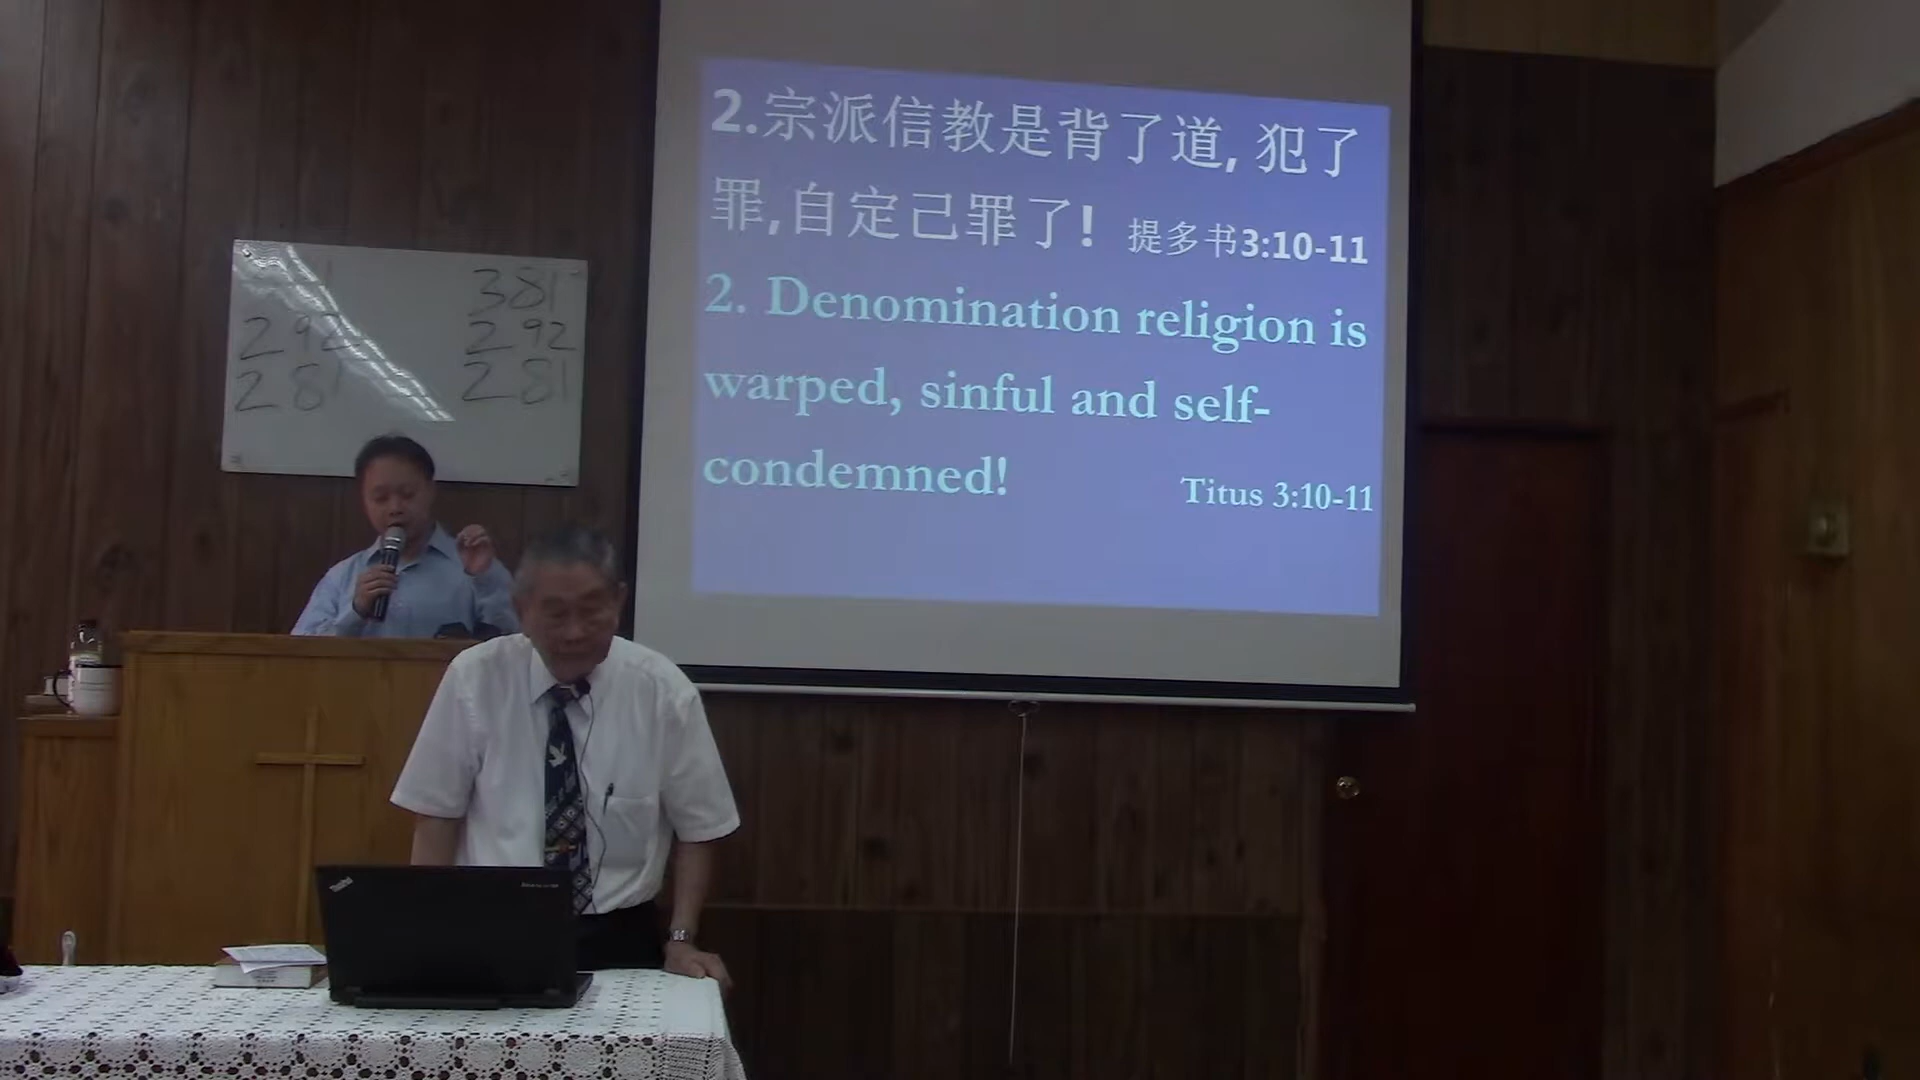 2.宗派信教是背了道, 犯了
罪,自定己罪了! 提多书3:10-11
2. Denomination religion is
warped, sinful and self-
condemned!
Titus 3:10-11
381
292 292
281 281
ThinkPad